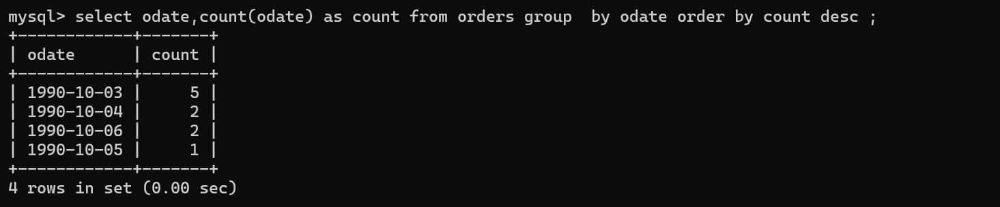 mysql> select odate,count(odate) as count from orders group  by odate order by count desc ;
+------------+-------+
| odate      | count |
+------------+-------+
| 1990-10-03 |     5 |
| 1990-10-04 |     2 |
| 1990-10-06 |     2 |
| 1990-10-05 |     1 |
+------------+-------+
4 rows in set (0.00 sec)